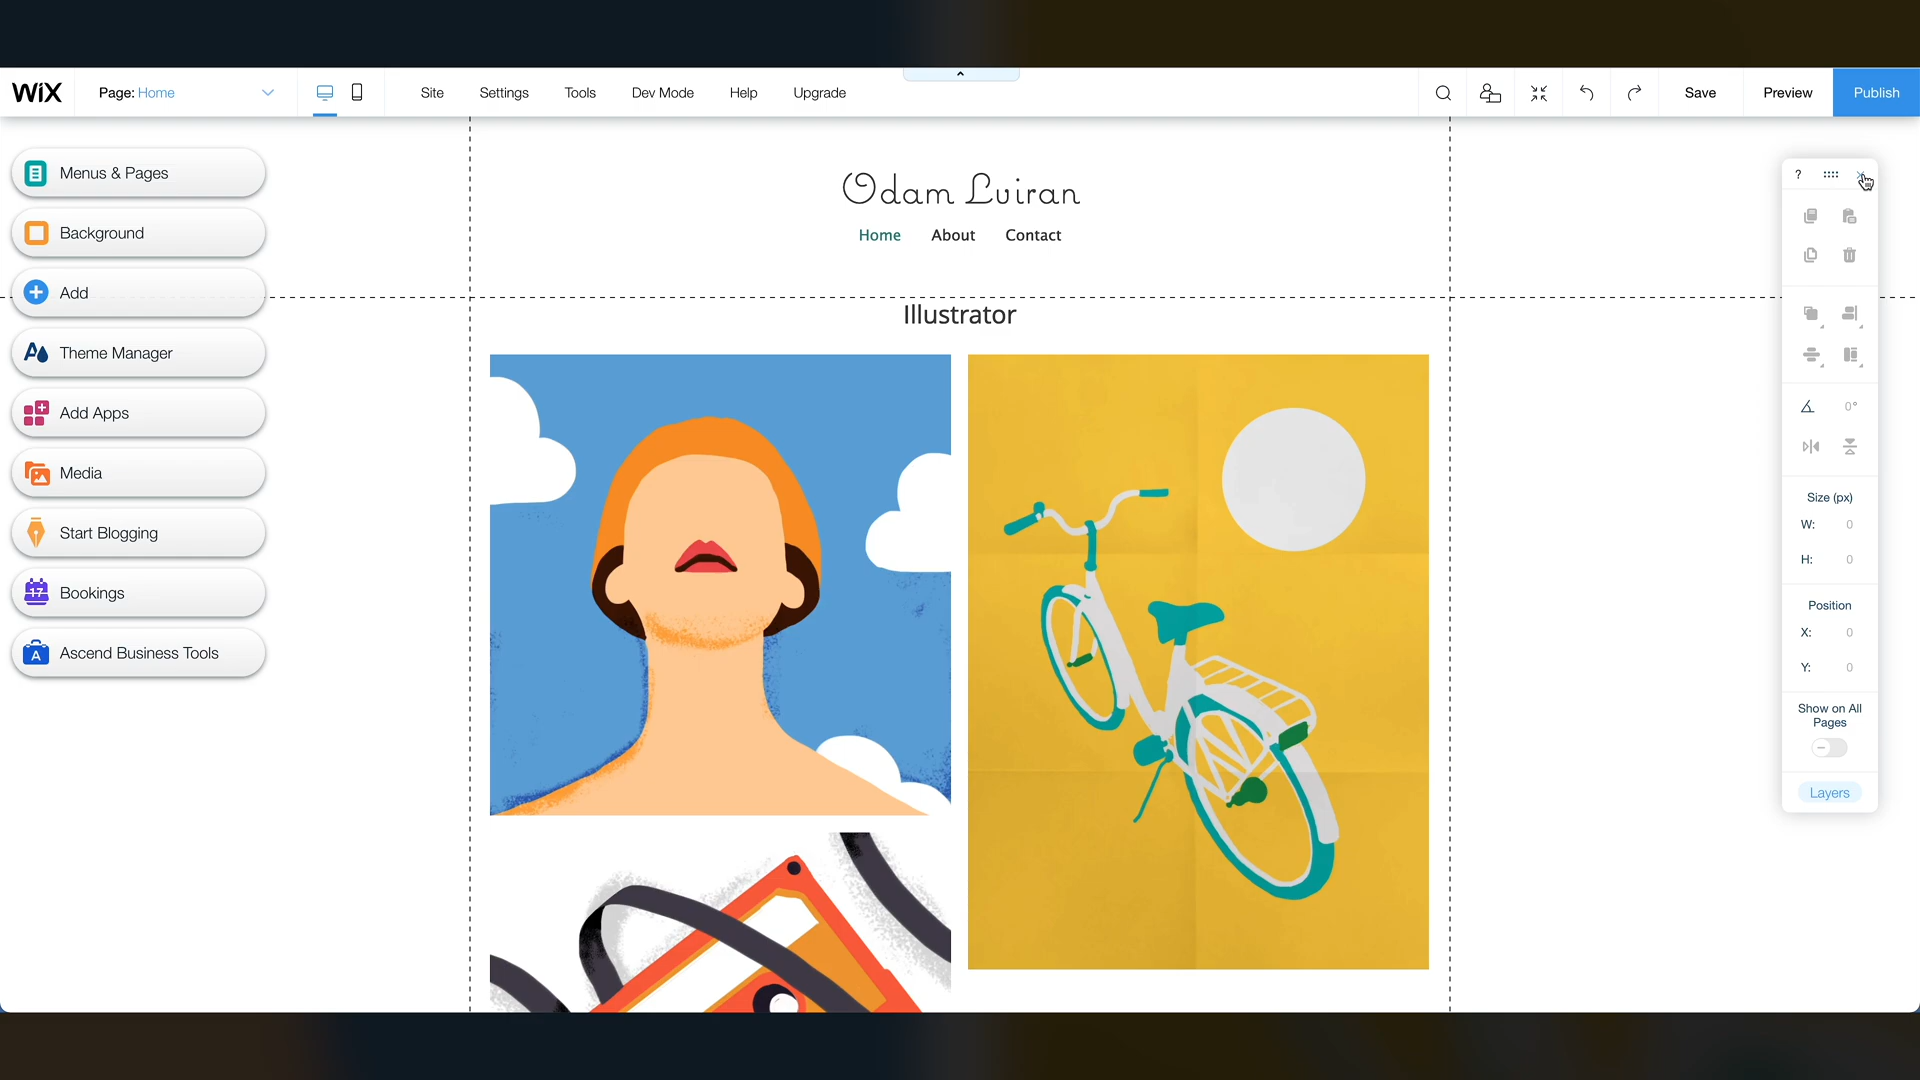 WiX Page: Home Site Settings Tools Dev Mode Help Upgrade Save Preview Publish
Menus & Pages
Background
Add
Theme Manager
Add Apps
Media
Start Blogging
17 Bookings
A Ascend Business Tools
Odam Lviran
Home About Contact
Illustrator
?
0°
Size (px)
W: 0
H: 0
Position
X: 0
Y: 0
Show on All
Pages
Layers